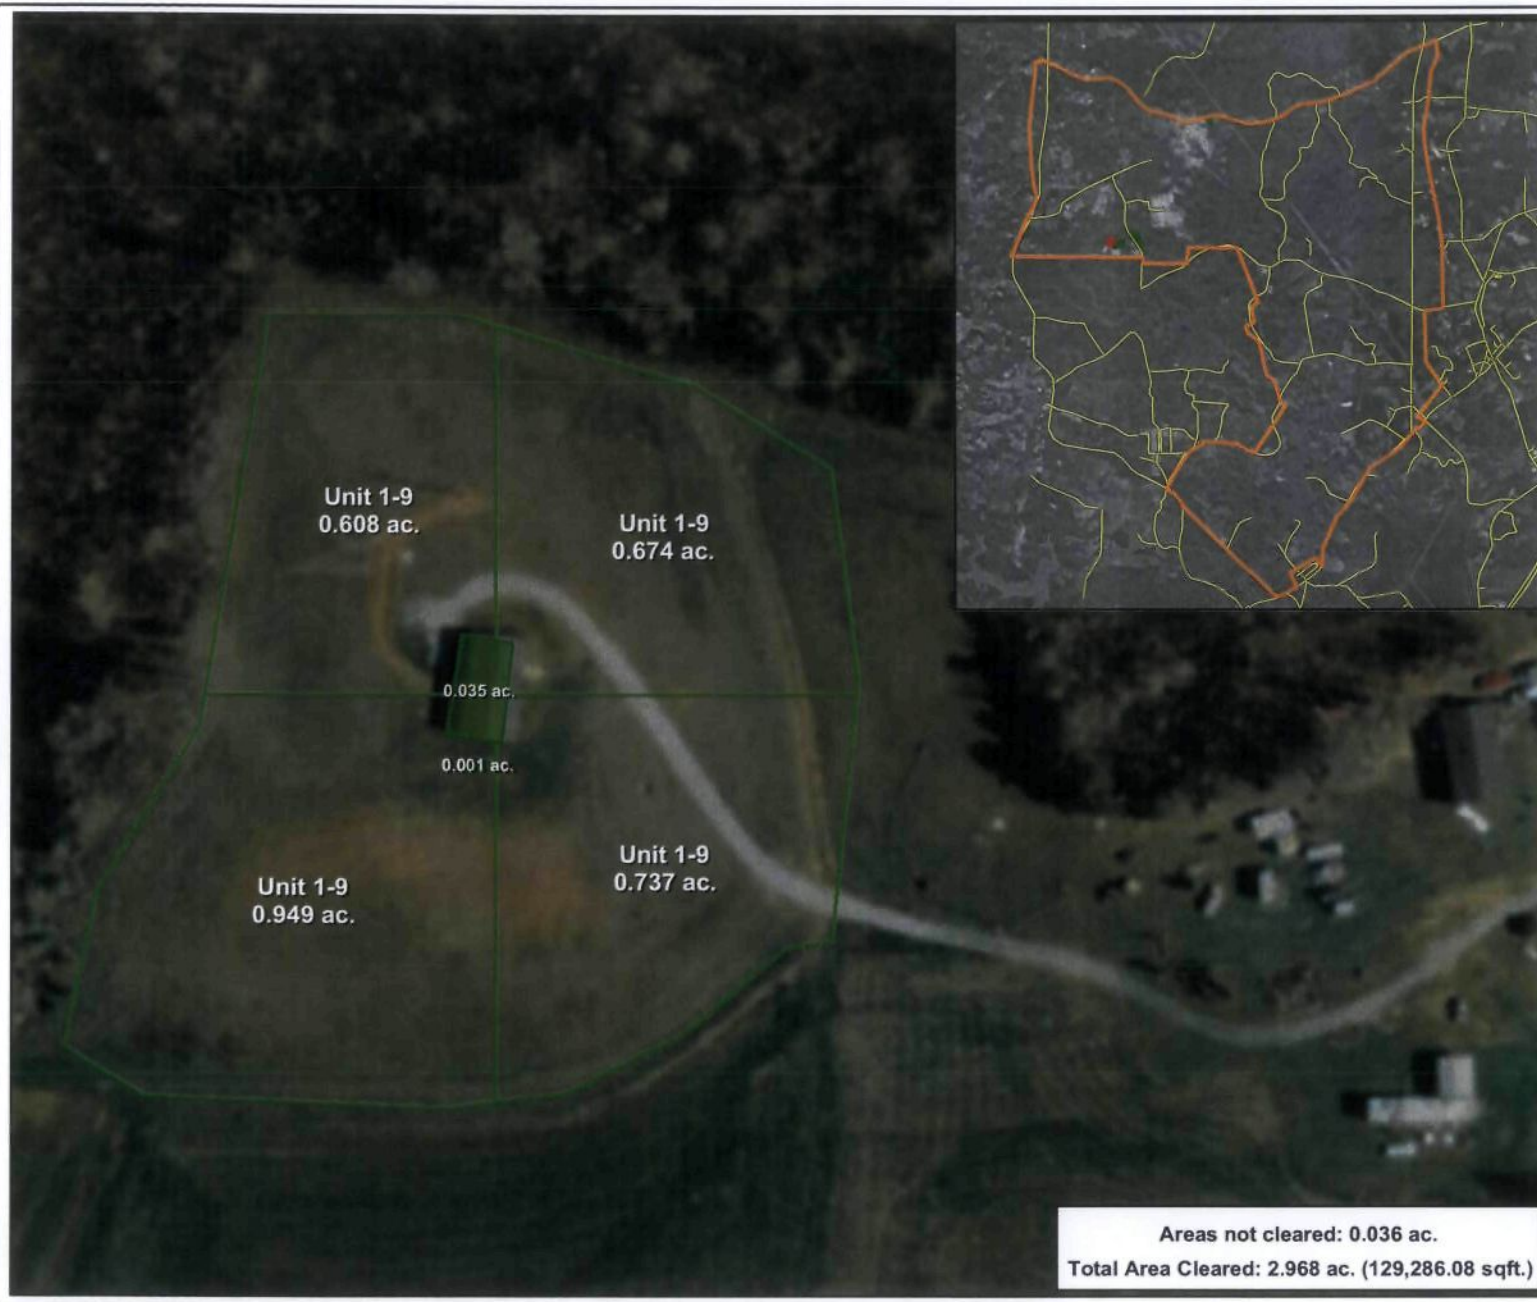 Unit 1-9
0.608 ac.
Unit 1-9
0.674 ac.
0.035 ac.
0.001 ac.
Unit 1-9
0.737 ac.
Unit 1-9
0.949 ac.
Areas not cleared: 0.036 ac.
Total Area Cleared: 2.968 ac. (129,286.08 sqft.)